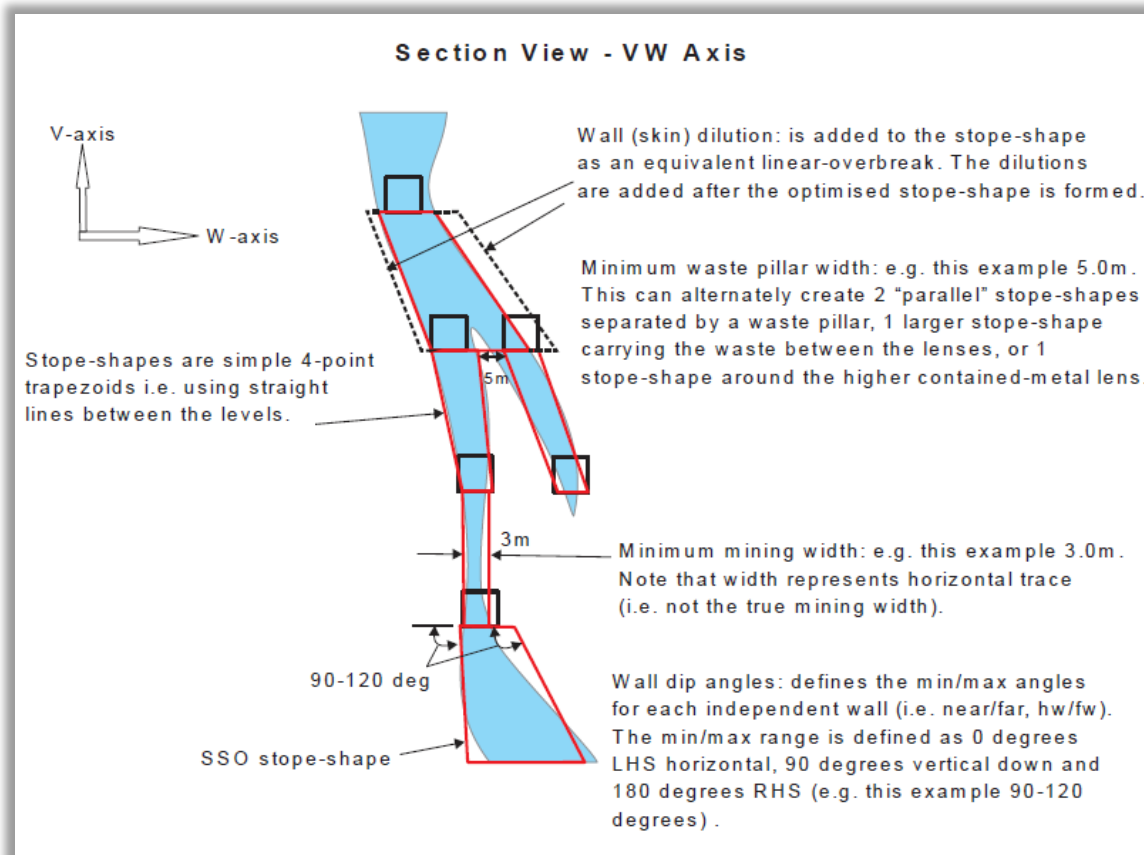 Section View - VW Axis
V-axis
W-axis
Wall (skin) dilution: is added to the stope-shape
as an equivalent linear-overbreak. The dilutions
are added after the optimised stope-shape is formed.
Minimum waste pillar width: e.g. this example 5.0m.
This can alternately create 2 “parallel” stope-shapes
separated by a waste pillar, 1 larger stope-shape
carrying the waste between the lenses, or 1
stope-shape around the higher contained-metal lens.
Stope-shapes are simple 4-point
trapezoids i.e. using straight
lines between the levels.
5m
3m
Minimum mining width: e.g. this example 3.0m.
Note that width represents horizontal trace
(i.e. not the true mining width).
90-120 deg
SSO stope-shape
Wall dip angles: defines the min/max angles
for each independent wall (i.e. near/far, hw/fw).
The min/max range is defined as 0 degrees
LHS horizontal, 90 degrees vertical down and
180 degrees RHS (e.g. this example 90-120
degrees) .